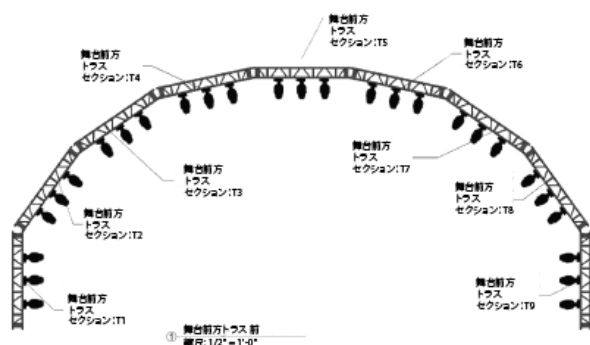 舞台前方
トラス
セクション:T5
舞台前方
トラス
セクション:T4
舞台前方
トラス
セクション:T6
舞台前方
トラス
セクション:T3
舞台前方
トラス
セクション:T7
舞台前方
トラス
セクション:T2
舞台前方
トラス
セクション:T8
舞台前方
トラス
セクション:T1
舞台前方
トラス
セクション:T9
① 舞台前方トラス 前
縮尺: 1/2" = 1'-0"